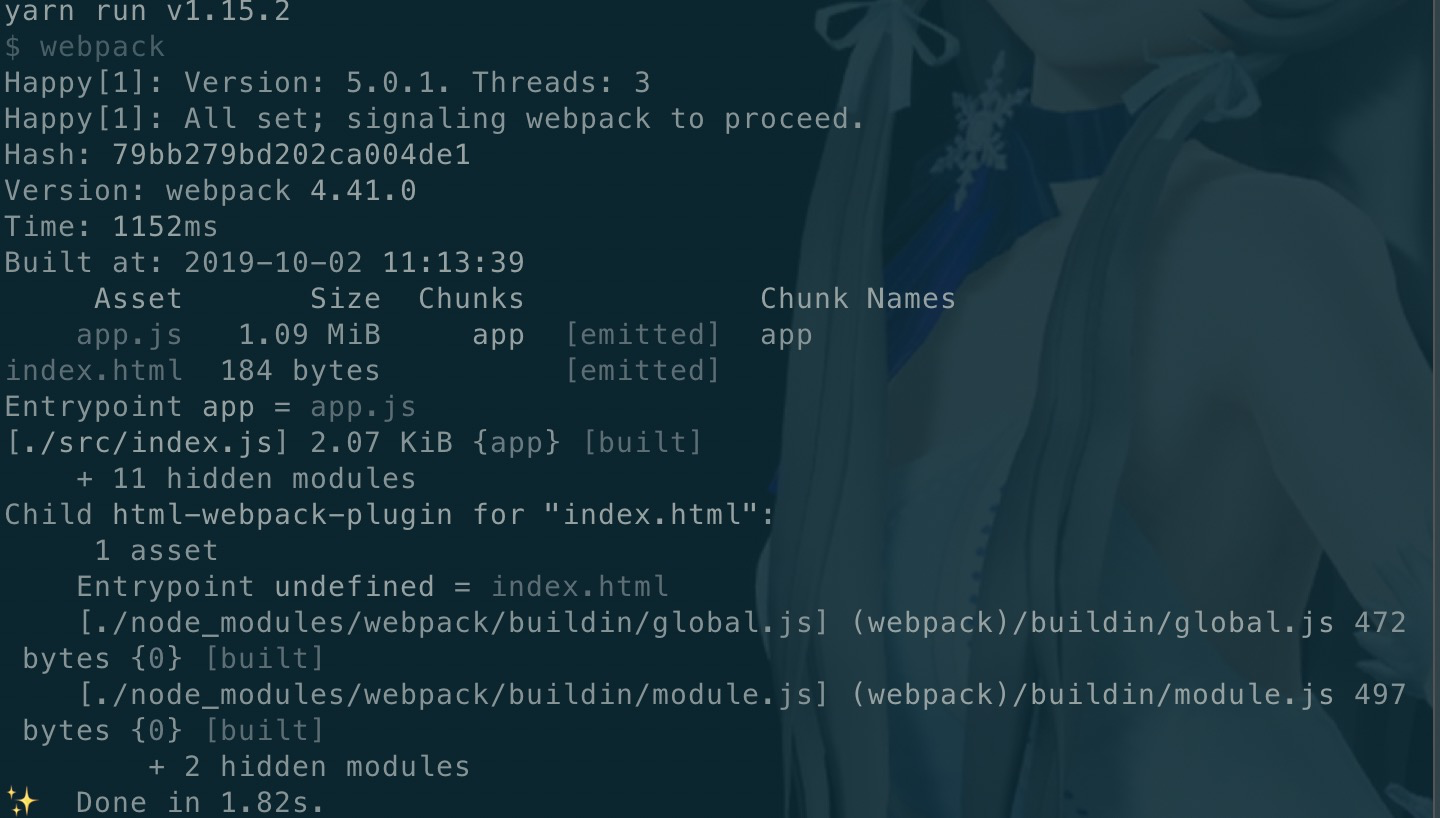 yarn run v1.15.2
$ webpack
Happy[1]: Version: 5.0.1. Threads: 3
Happy[1]: All set; signaling webpack to proceed.
Hash: 79bb279bd202ca004de1
Version: webpack 4.41.0
Time: 1152ms
Built at: 2019-10-02 11:13:39
     Asset       Size  Chunks             Chunk Names
    app.js   1.09 MiB     app  [emitted]  app
index.html  184 bytes          [emitted]
Entrypoint app = app.js
[./src/index.js] 2.07 KiB {app} [built]
    + 11 hidden modules
Child html-webpack-plugin for "index.html":
     1 asset
    Entrypoint undefined = index.html
    [./node_modules/webpack/buildin/global.js] (webpack)/buildin/global.js 472
 bytes {0} [built]
    [./node_modules/webpack/buildin/module.js] (webpack)/buildin/module.js 497
 bytes {0} [built]
        + 2 hidden modules
✨  Done in 1.82s.